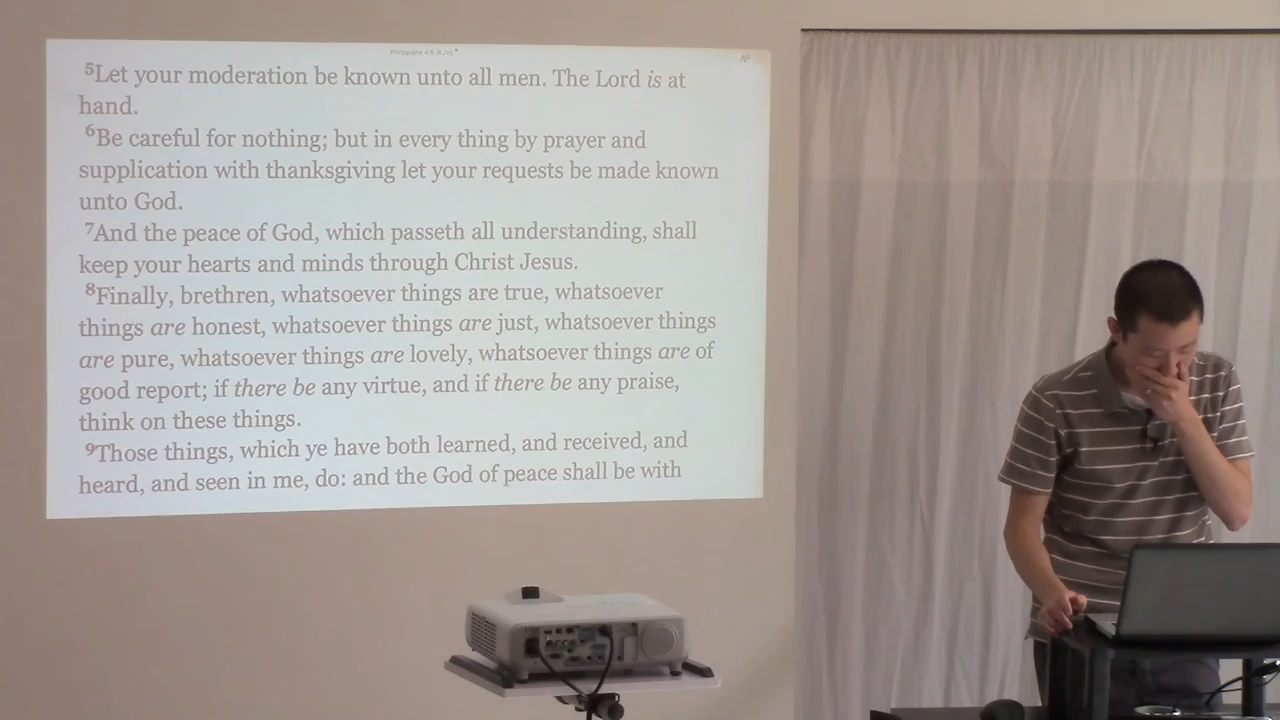 Philippians 4:5 (KJV)
5Let your moderation be known unto all men. The Lord is at
hand.
6Be careful for nothing; but in every thing by prayer and
supplication with thanksgiving let your requests be made known
unto God.
7And the peace of God, which passeth all understanding, shall
keep your hearts and minds through Christ Jesus.
8Finally, brethren, whatsoever things are true, whatsoever
things are honest, whatsoever things are just, whatsoever things
are pure, whatsoever things are lovely, whatsoever things are of
good report; if there be any virtue, and if there be any praise,
think on these things.
9Those things, which ye have both learned, and received, and
heard, and seen in me, do: and the God of peace shall be with